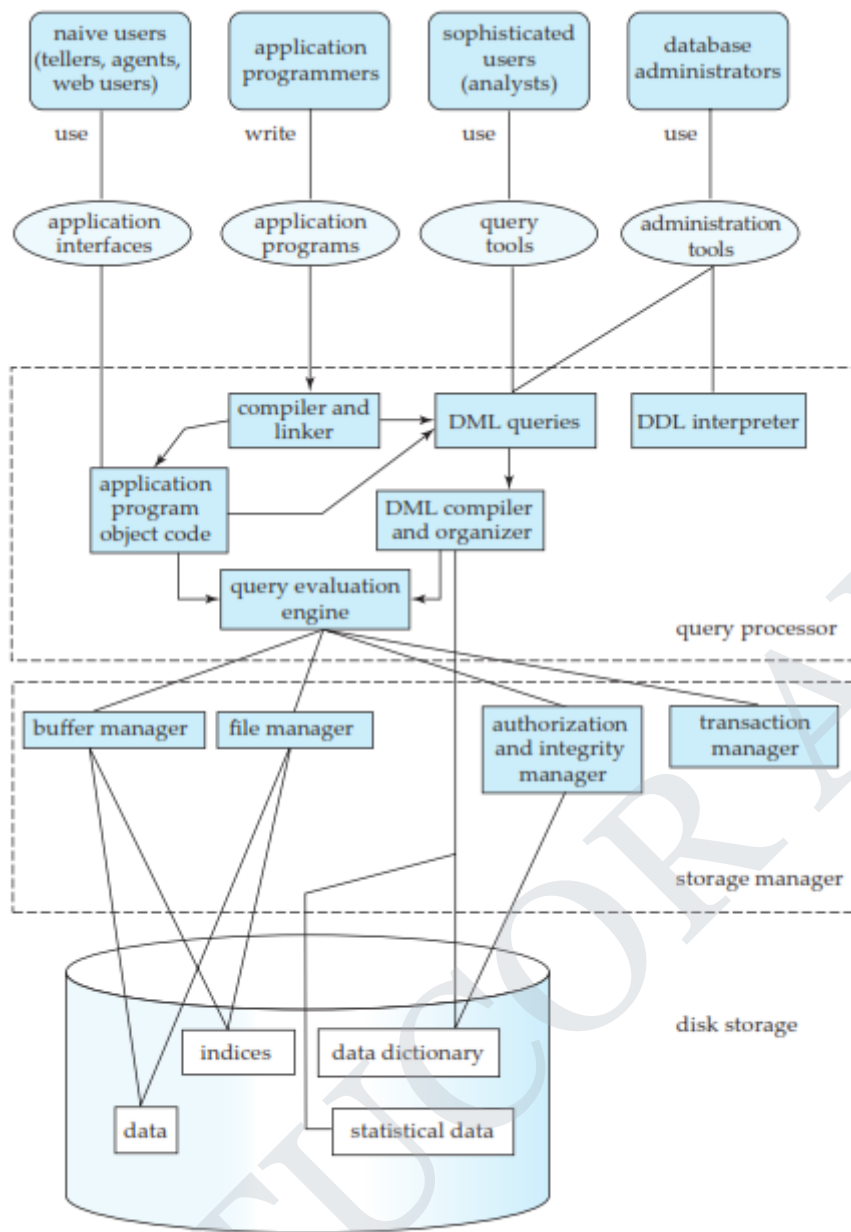 naive users
(tellers, agents,
web users)
application
programmers
sophisticated
users
(analysts)
database
administrators
use
write
use
use
application
interfaces
application
programs
query
tools
administration
tools
compiler and
linker
DML queries
DDL interpreter
application
program
object code
DML compiler
and organizer
query evaluation
engine
query processor
buffer manager
file manager
authorization
and integrity
manager
transaction
manager
storage manager
disk storage
indices
data dictionary
data
statistical data
TUCOR A